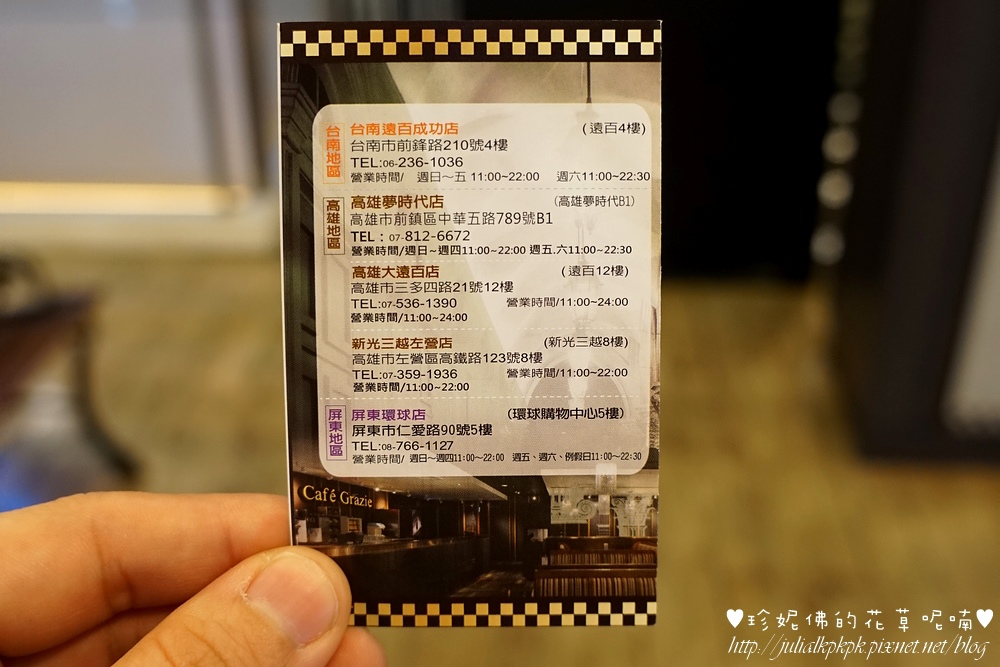 台南地區
台南遠百成功店 (遠百4樓)
台南市前鋒路210號4樓
TEL:06-236-1036
營業時間/ 週日～五 11:00~22:00 週六11:00~22:30
高雄地區
高雄夢時代店 (高雄夢時代B1)
高雄市前鎮區中華五路789號B1
TEL：07-812-6672
營業時間/週日~週四11:00~22:00 週五.六11:00~22:30
高雄大遠百店 (遠百12樓)
高雄市三多四路21號12樓
TEL:07-536-1390 營業時間/11:00~24:00
營業時間/11:00~24:00
新光三越左營店 (新光三越8樓)
高雄市左營區高鐵路123號8樓
TEL:07-359-1936 營業時間/11:00~22:00
營業時間/11:00~22:00
屏東地區
屏東環球店 (環球購物中心5樓)
屏東市仁愛路90號5樓
TEL:08-766-1127
營業時間/ 週日～週四11:00~22:00 週五、週六、例假日11:00~22:30
Café Grazie
♥珍妮佛的花草呢喃♥
http://julialkpkpk.pixnet.net/blog